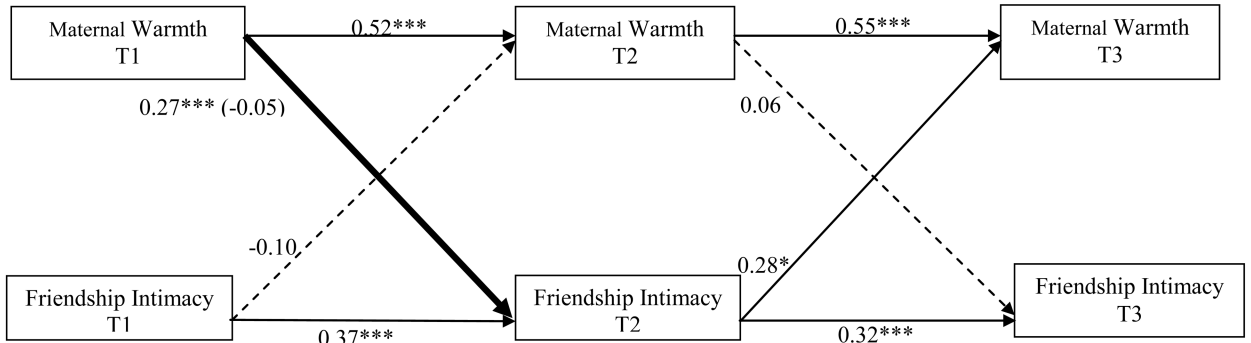 Maternal Warmth
T1
0.52***
Maternal Warmth
T2
0.55***
Maternal Warmth
T3
0.27*** (-0.05)
0.06
-0.10
0.28*
Friendship Intimacy
T1
0.37***
Friendship Intimacy
T2
0.32***
Friendship Intimacy
T3